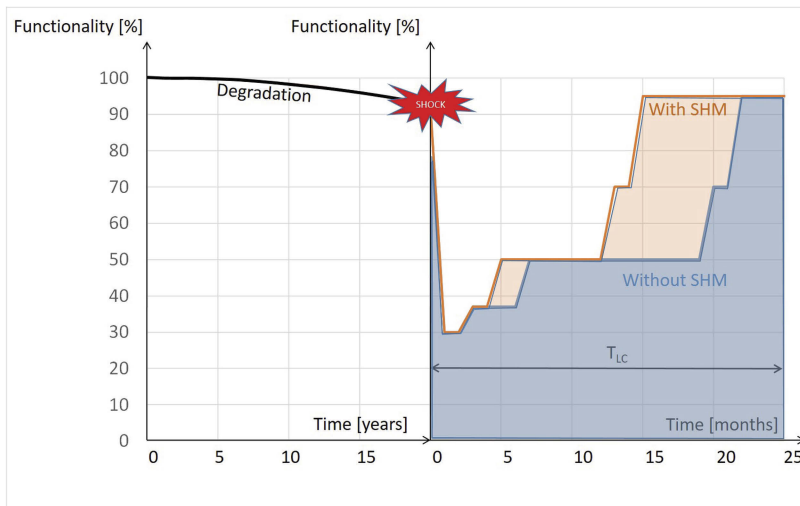 Functionality [%]
Functionality [%]
100
90
80
70
60
50
40
30
20
10
0
Degradation
SHOCK
With SHM
Without SHM
TLC
Time [years]
Time [months]
0
5
10
15
0
5
10
15
20
25